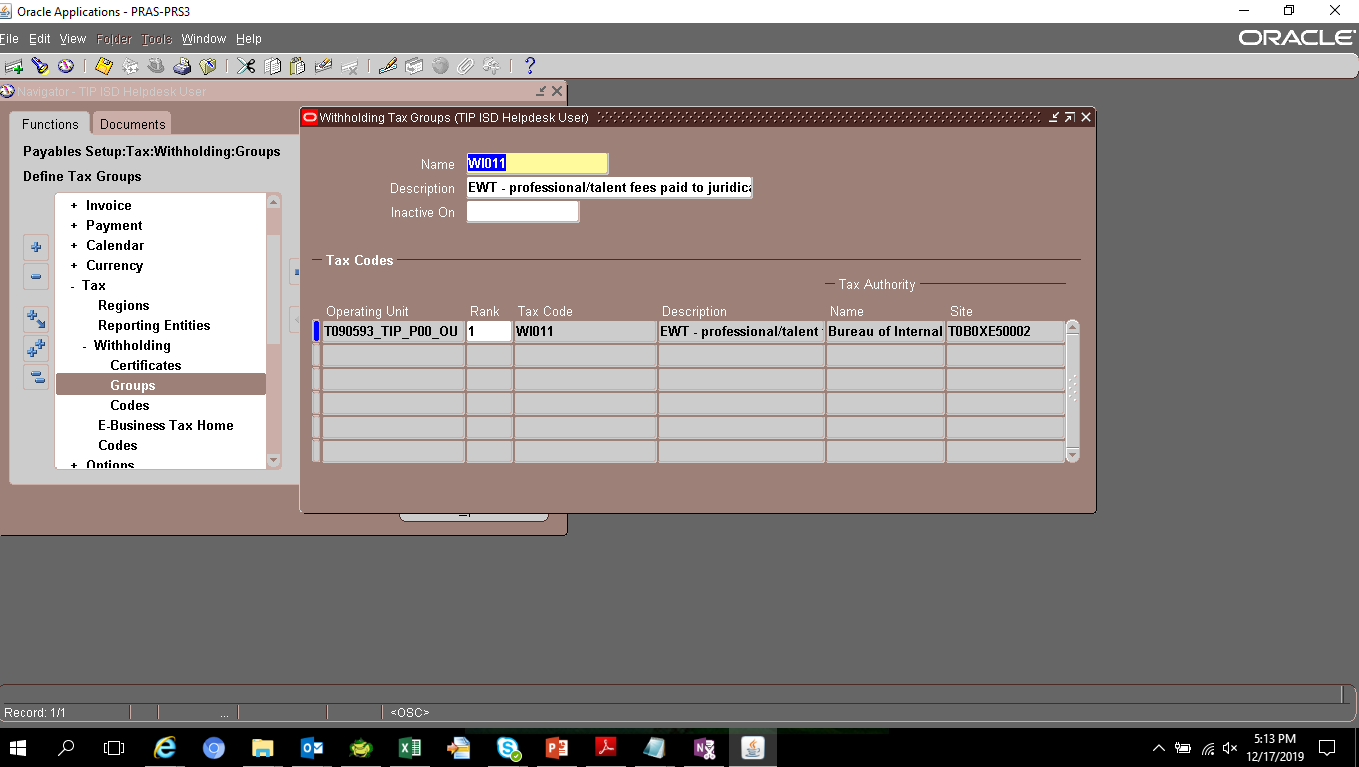 Oracle Applications - PRAS-PRS3
File Edit View Folder Tools Window Help
ORACLE
Navigator - TIP ISD Helpdesk User
Functions Documents
Payables Setup:Tax:Withholding:Groups
Define Tax Groups
+ Invoice
+ Payment
+ Calendar
+ Currency
- Tax
Regions
Reporting Entities
- Withholding
Certificates
Groups
Codes
E-Business Tax Home
Codes
+ Options
Withholding Tax Groups (TIP ISD Helpdesk User)
Name WI011
Description EWT - professional/talent fees paid to juridica
Inactive On
Tax Codes
Tax Authority
Operating Unit Rank Tax Code Description Name Site
T090593_TIP_P00_OU 1 WI011 EWT - professional/talent Bureau of Internal T0B0XE50002
Record: 1/1 ... <OSC>
5:13 PM
12/17/2019